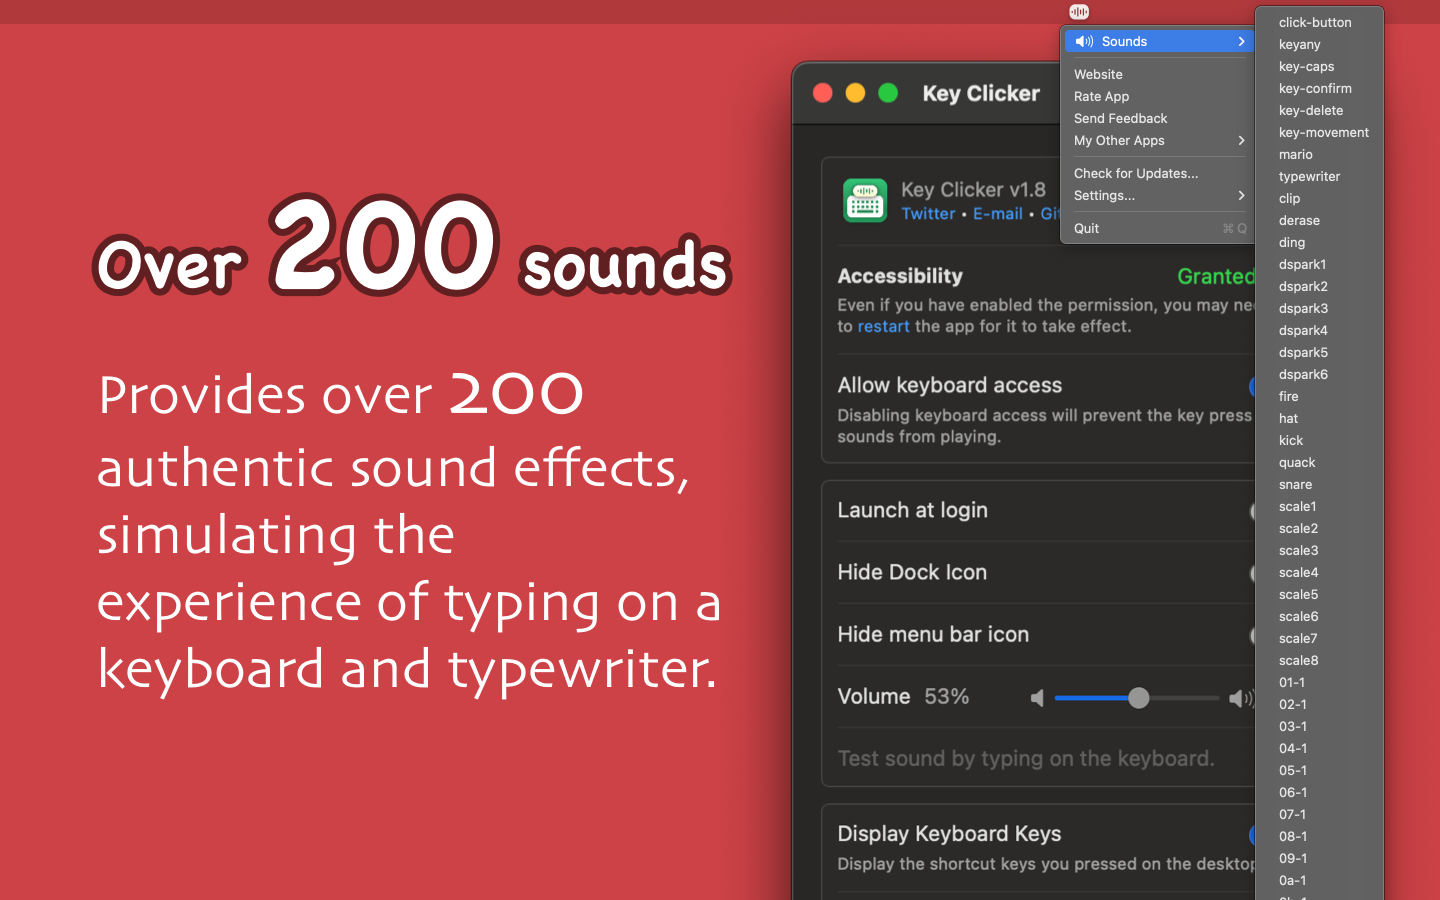 Over 200 sounds
Provides over 200
authentic sound effects,
simulating the
experience of typing on a
keyboard and typewriter.
Key Clicker
Key Clicker v1.8
Twitter • E-mail •
Accessibility
Granted
Even if you have enabled the permission, you may
to restart the app for it to take effect.
Allow keyboard access
Disabling keyboard access will prevent the key press
sounds from playing.
Launch at login
Hide Dock Icon
Hide menu bar icon
Volume 53%
Test sound by typing on the keyboard.
Display Keyboard Keys
Display the shortcut keys you pressed on the
Sounds
Website
Rate App
Send Feedback
My Other Apps
Check for Updates...
Settings...
Quit ⌘ Q
click-button
keyany
key-caps
key-confirm
key-delete
key-movement
mario
typewriter
clip
derase
ding
dspark1
dspark2
dspark3
dspark4
dspark5
dspark6
fire
hat
kick
quack
snare
scale1
scale2
scale3
scale4
scale5
scale6
scale7
scale8
01-1
02-1
03-1
04-1
05-1
06-1
07-1
08-1
09-1
0a-1